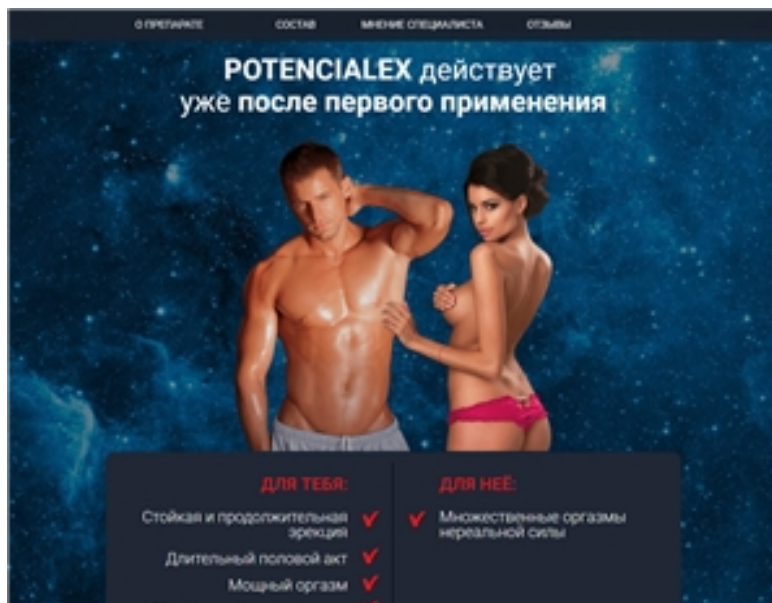 О ПРЕПАРАТЕ СОСТАВ МНЕНИЕ СПЕЦИАЛИСТА ОТЗЫВЫ
POTENCIALEX действует
уже после первого применения
ДЛЯ ТЕБЯ:
Стойкая и продолжительная
эрекция
Длительный половой акт
Мощный оргазм
ДЛЯ НЕЁ:
Множественные оргазмы
нереальной силы